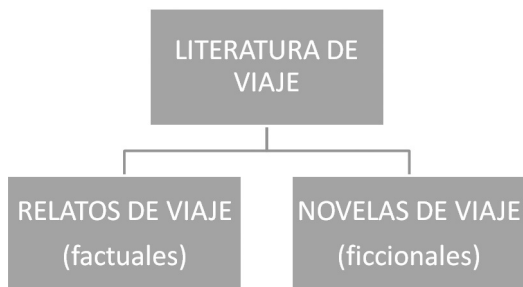 LITERATURA DE
VIAJE
RELATOS DE VIAJE
(factuales)
NOVELAS DE VIAJE
(ficcionales)